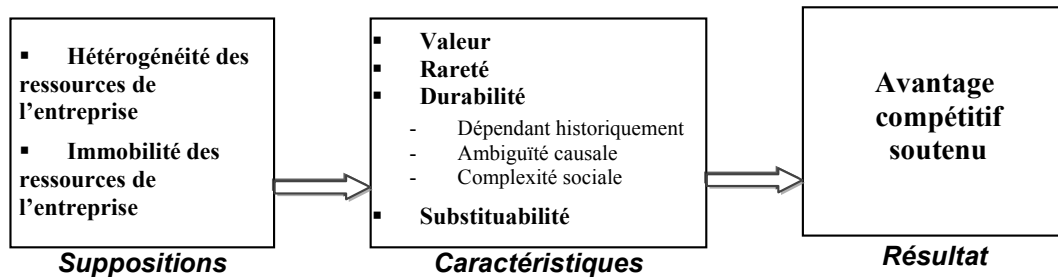 ▪ Hétérogénéité des
ressources de
l'entreprise
▪ Immobilité des
ressources de
l'entreprise
Suppositions
▪ Valeur
▪ Rareté
▪ Durabilité
- Dépendant historiquement
- Ambiguïté causale
- Complexité sociale
▪ Substituabilité
Caractéristiques
Avantage
compétitif
soutenu
Résultat